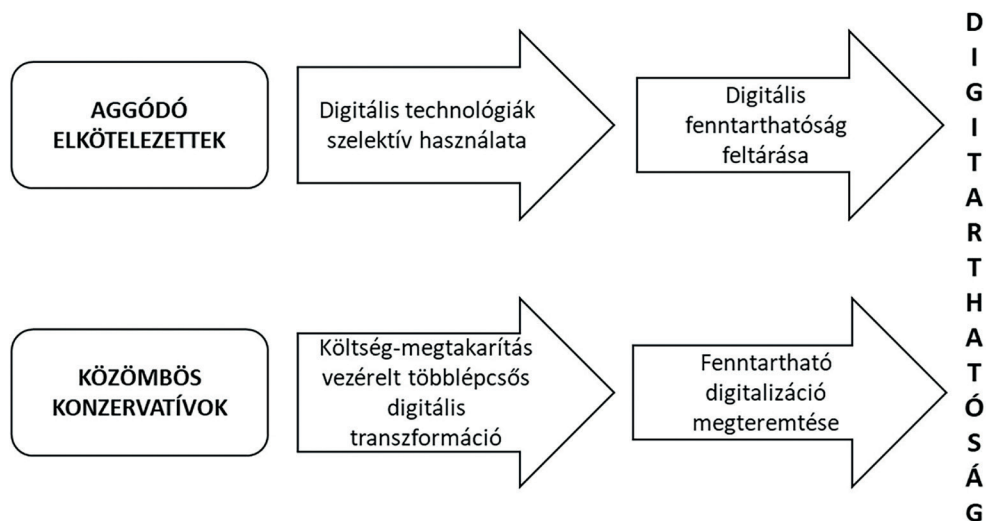 AGGÓDÓ
ELKÖTELEZETTEK
Digitális technológiák
szelektív használata
Digitális
fenntarthatóság
feltárása
KÖZÖMBÖS
KONZERVATÍVOK
Költség-megtakarítás
vezérelt többlépcsős
digitális
transzformáció
Fenntartható
digitalizáció
megteremtése
D
I
G
I
T
A
R
T
H
A
T
Ó
S
Á
G